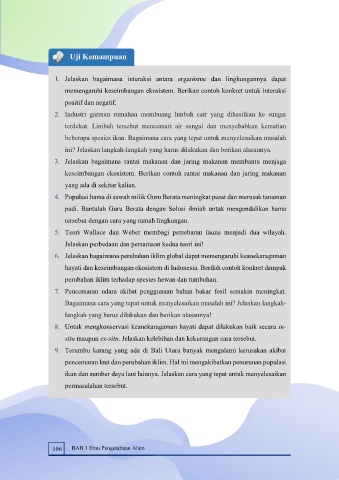 Uji Kemampuan
1. Jelaskan bagaimana interaksi antara organisme dan lingkungannya dapat
memengaruhi keseimbangan ekosistem. Berikan contoh konkret untuk interaksi
positif dan negatif.
2. Industri garmen rumahan membuang limbah cair yang dihasilkan ke sungai
terdekat. Limbah tersebut mencemari air sungai dan menyebabkan kematian
beberapa spesies ikan. Bagaimana cara yang tepat untuk menyelesaikan masalah
ini? Jelaskan langkah-langkah yang harus dilakukan dan berikan alasannya.
3. Jelaskan bagaimana rantai makanan dan jaring makanan membantu menjaga
keseimbangan ekosistem. Berikan contoh rantai makanan dan jaring makanan
yang ada di sekitar kalian.
4. Populasi hama di sawah milik Guru Berata meningkat pesat dan merusak tanaman
padi. Bantulah Guru Berata dengan Solusi ilmiah untuk mengendalikan hama
tersebut dengan cara yang ramah lingkungan.
5. Teori Wallace dan Weber membagi persebaran fauna menjadi dua wilayah.
Jelaskan perbedaan dan persamaan kedua teori ini!
6. Jelaskan bagaimana perubahan iklim global dapat memengaruhi keanekaragaman
hayati dan keseimbangan ekosistem di Indonesia. Berilah contoh konkret dampak
perubahan iklim terhadap spesies hewan dan tumbuhan.
7. Pencemaran udara akibat penggunaan bahan bakar fosil semakin meningkat.
Bagaimana cara yang tepat untuk menyelesaikan masalah ini? Jelaskan langkah-
langkah yang harus dilakukan dan berikan alasannya!
8. Untuk mengkonservasi keanekaragaman hayati dapat dilakukan baik secara in-
situ maupun ex-situ. Jelaskan kelebihan dan kekurangan cara tersebut.
9. Terumbu karang yang ada di Bali Utara banyak mengalami kerusakan akibat
pencemaran laut dan perubahan iklim. Hal ini mengakibatkan penurunan populasi
ikan dan sumber daya laut lainnya. Jelaskan cara yang tepat untuk menyelesaikan
permasalahan tersebut.
106 BAB 3 Ilmu Pengetahuan Alam